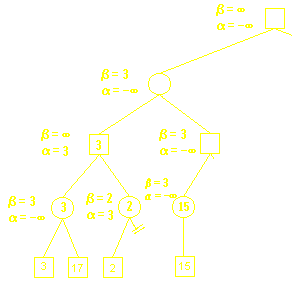 β = ∞
α = -∞
β = 3
α = -∞
β = ∞
α = 3
3
β = 3
α = -∞
β = 3
α = -∞
3
β = 2
α = 3
2
β = 3
α = -∞
15
3
17
2
15